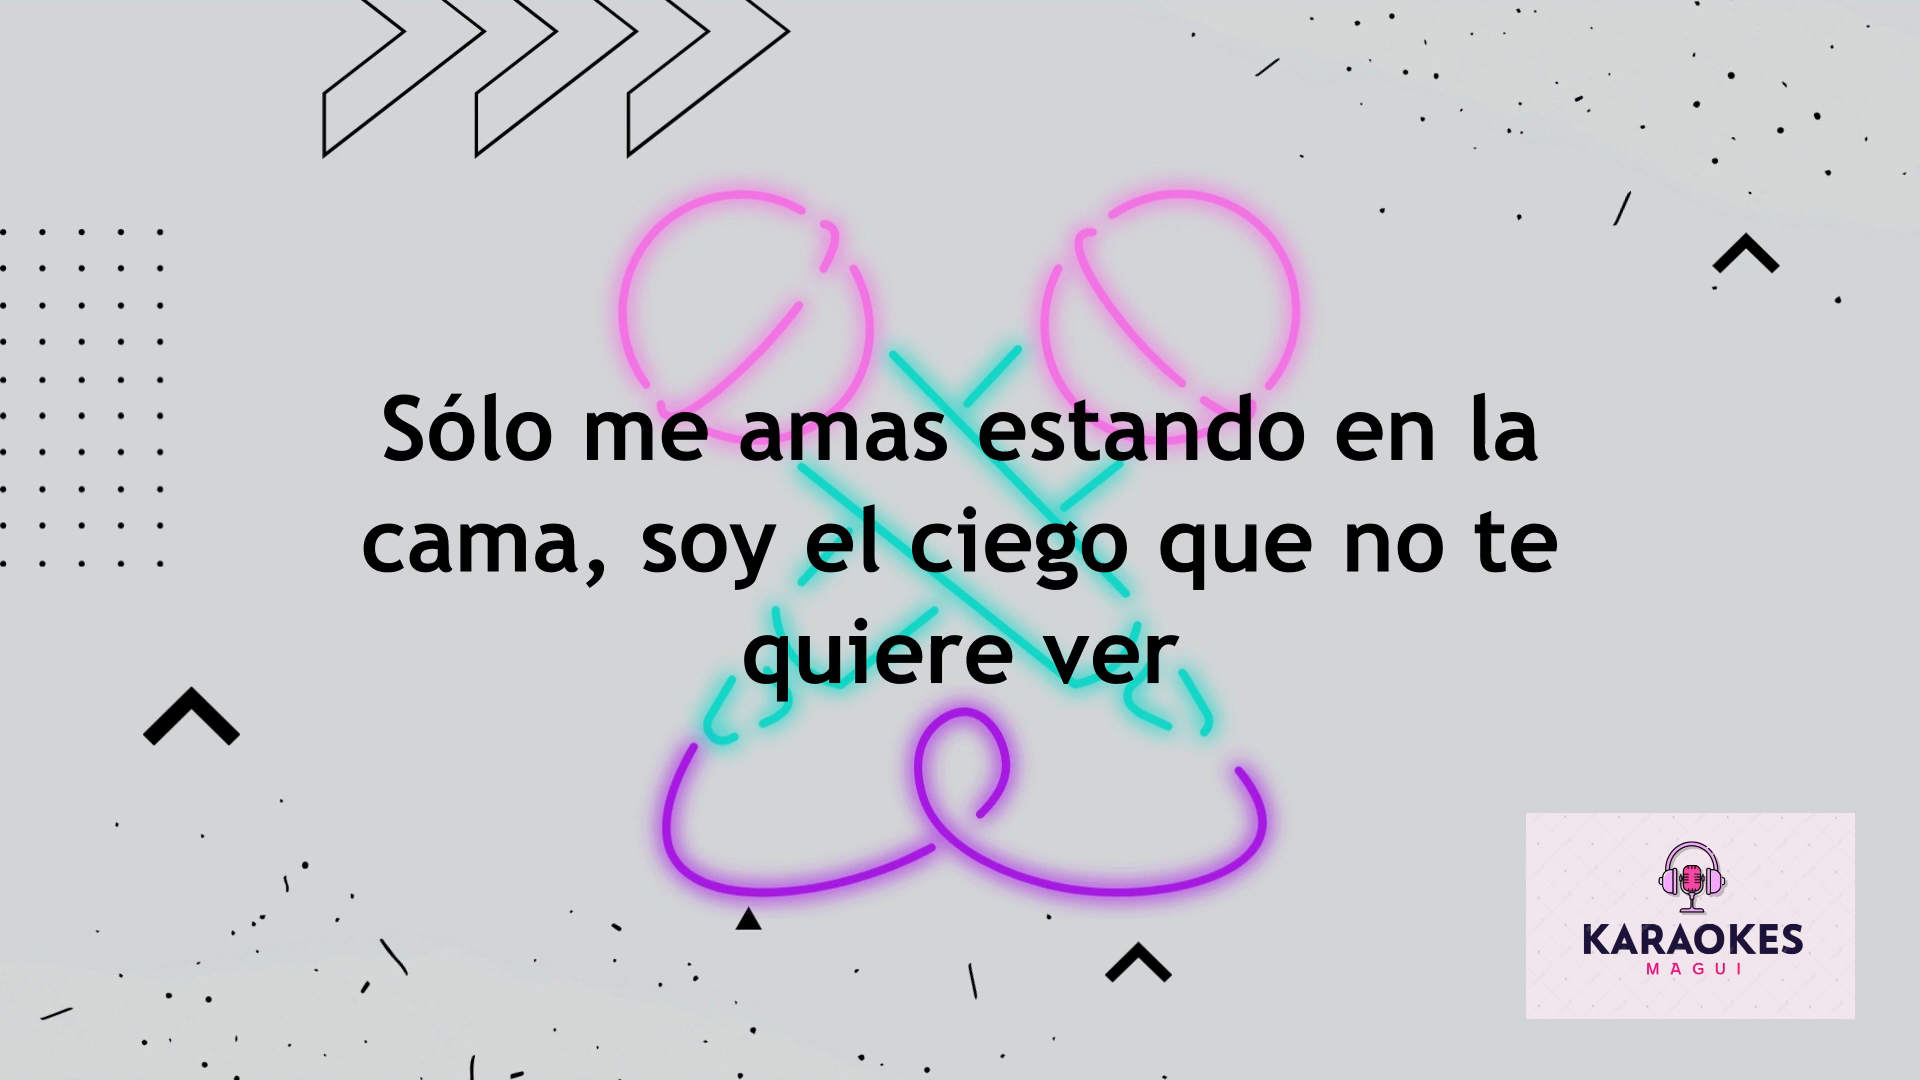 Sólo me amas estando en la
cama, soy el ciego que no te
quiere ver
KARAOKES
MAGUI